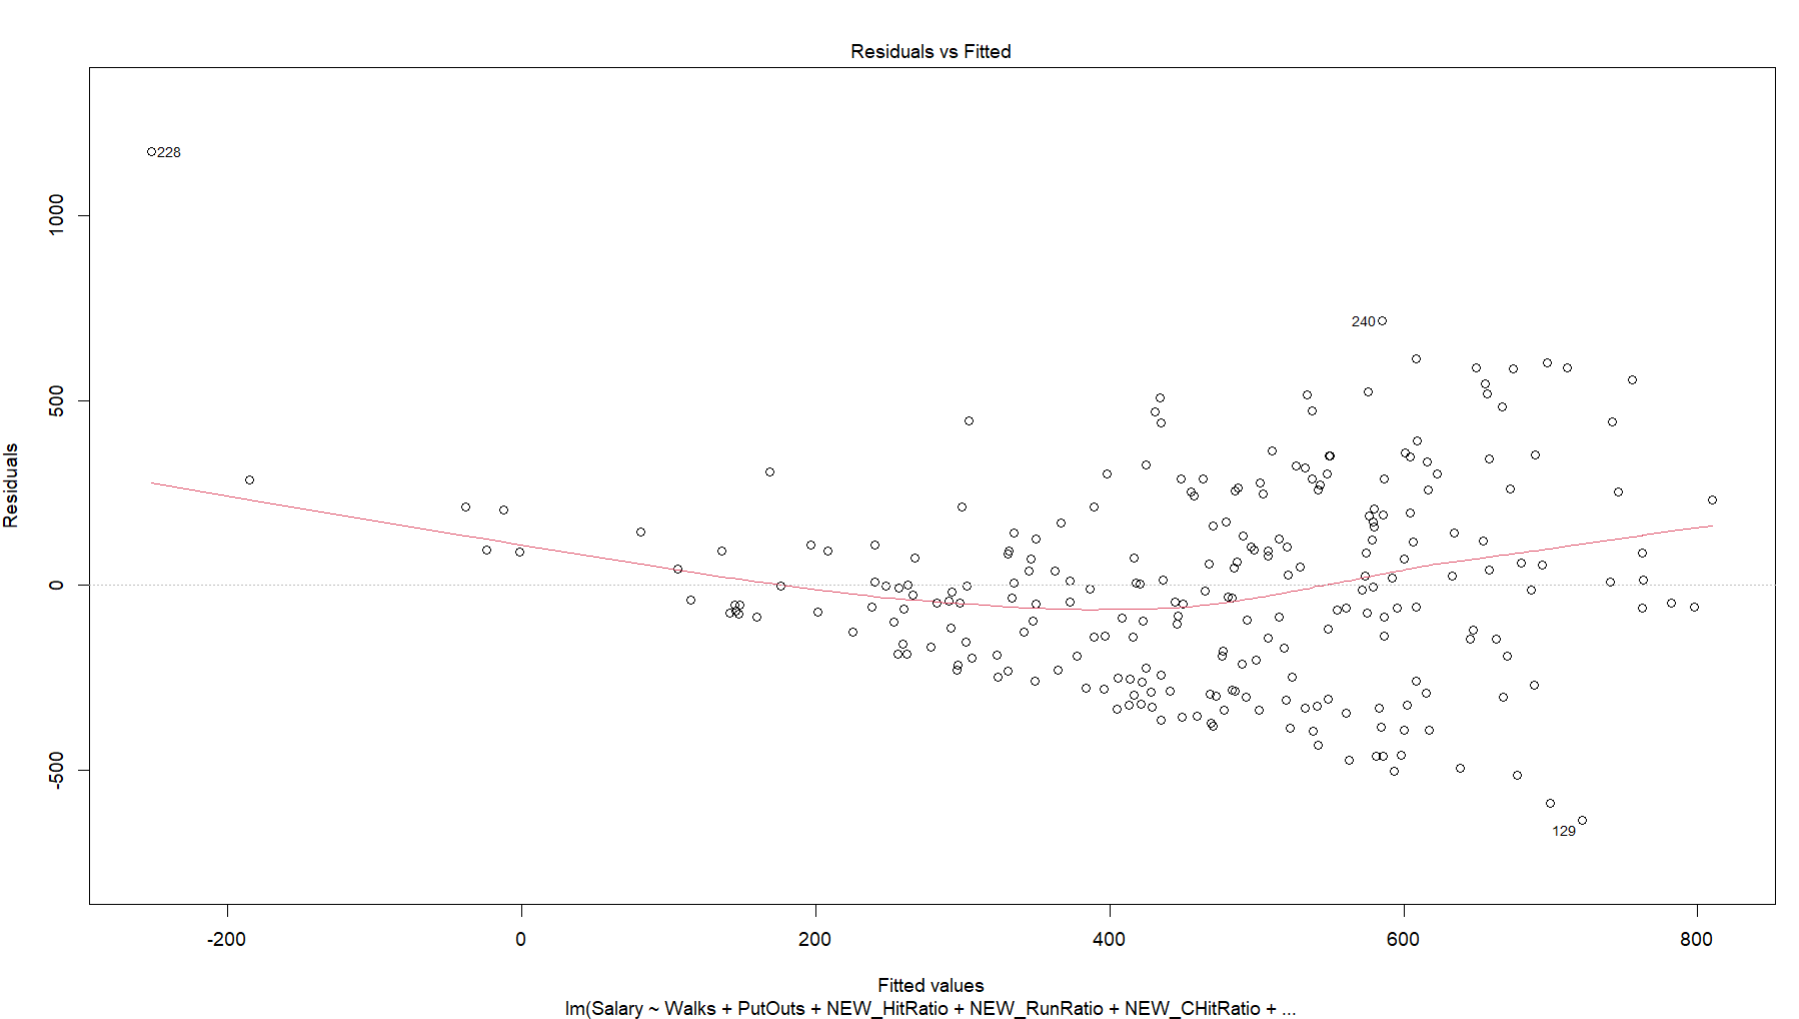 Residuals vs Fitted
228
1000
240
500
Residuals
0
-500
129
-200 0 200 400 600 800
Fitted values
lm(Salary ~ Walks + PutOuts + NEW_HitRatio + NEW_RunRatio + NEW_CHitRatio + ...